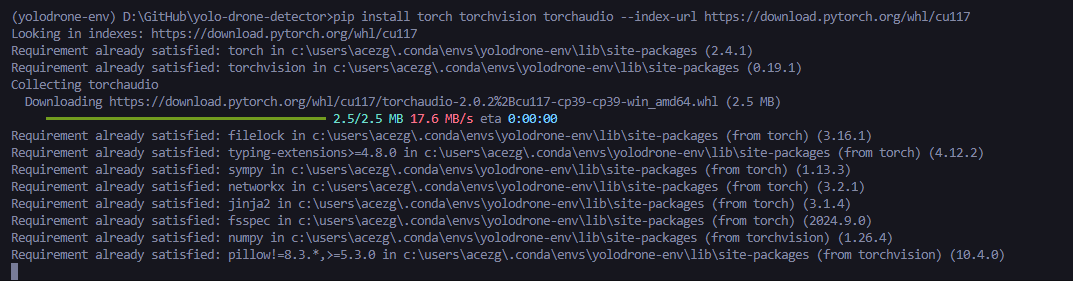 (yolodrone-env) D:\GitHub\yolo-drone-detector>pip install torch torchvision torchaudio --index-url https://download.pytorch.org/whl/cu117
Looking in indexes: https://download.pytorch.org/whl/cu117
Requirement already satisfied: torch in c:\users\acezg\.conda\envs\yolodrone-env\lib\site-packages (2.4.1)
Requirement already satisfied: torchvision in c:\users\acezg\.conda\envs\yolodrone-env\lib\site-packages (0.19.1)
Collecting torchaudio
  Downloading https://download.pytorch.org/whl/cu117/torchaudio-2.0.2%2Bcu117-cp39-cp39-win_amd64.whl (2.5 MB)
2.5/2.5 MB 17.6 MB/s eta 0:00:00
Requirement already satisfied: filelock in c:\users\acezg\.conda\envs\yolodrone-env\lib\site-packages (from torch) (3.16.1)
Requirement already satisfied: typing-extensions>=4.8.0 in c:\users\acezg\.conda\envs\yolodrone-env\lib\site-packages (from torch) (4.12.2)
Requirement already satisfied: sympy in c:\users\acezg\.conda\envs\yolodrone-env\lib\site-packages (from torch) (1.13.3)
Requirement already satisfied: networkx in c:\users\acezg\.conda\envs\yolodrone-env\lib\site-packages (from torch) (3.2.1)
Requirement already satisfied: jinja2 in c:\users\acezg\.conda\envs\yolodrone-env\lib\site-packages (from torch) (3.1.4)
Requirement already satisfied: fsspec in c:\users\acezg\.conda\envs\yolodrone-env\lib\site-packages (from torch) (2024.9.0)
Requirement already satisfied: numpy in c:\users\acezg\.conda\envs\yolodrone-env\lib\site-packages (from torchvision) (1.26.4)
Requirement already satisfied: pillow!=8.3.*,>=5.3.0 in c:\users\acezg\.conda\envs\yolodrone-env\lib\site-packages (from torchvision) (10.4.0)